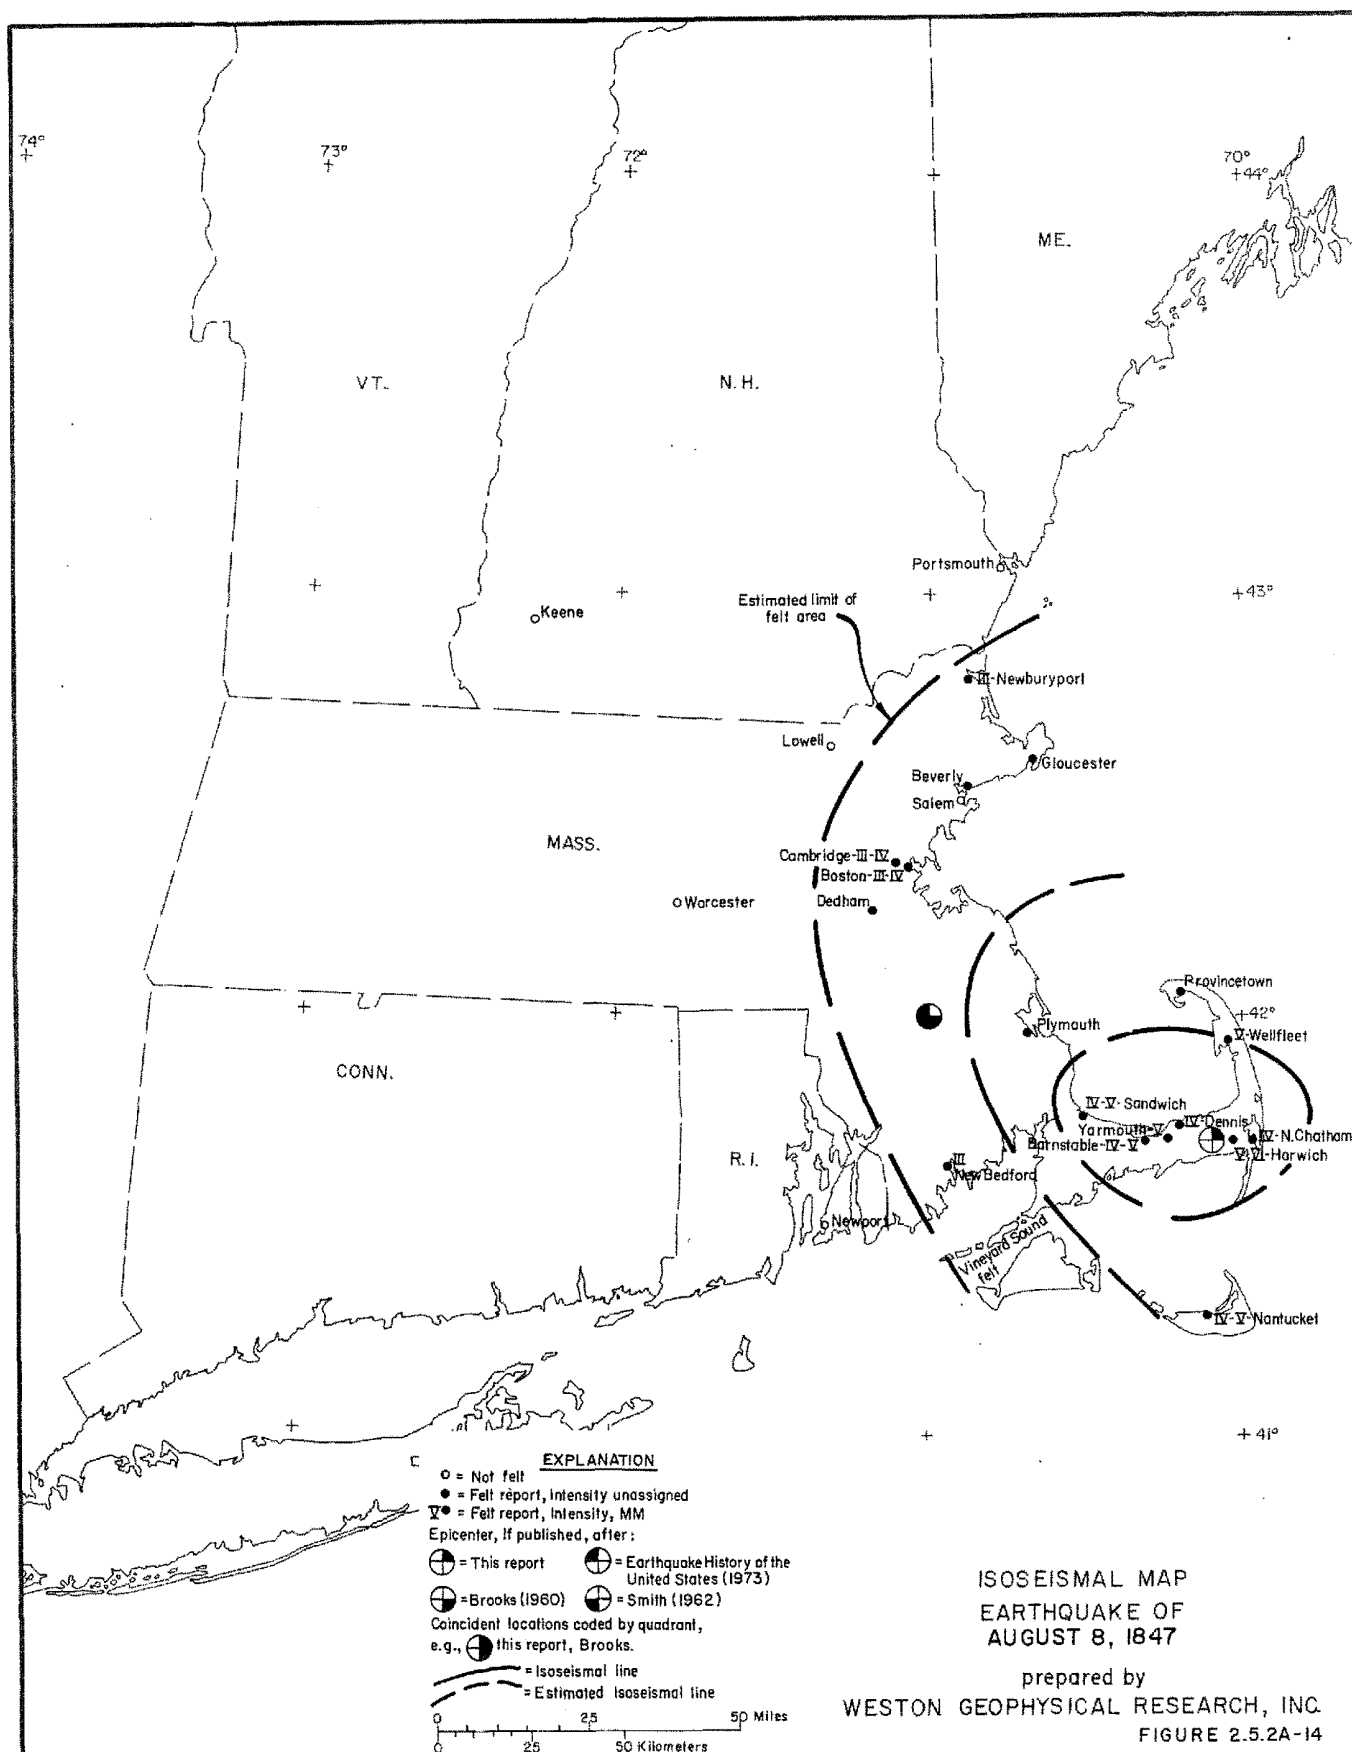 74°
73°
72°
70°
44°
ME.
VT.
N.H.
Portsmouth
43°
Estimated limit of
felt area
Keene
III-Newburyport
Lowell
Gloucester
Beverly
Salem
MASS.
Cambridge-III-IV
Boston-III-IV
Worcester
Dedham
Provincetown
42°
Plymouth
V-Wellfleet
CONN.
IV-V-Sandwich
IV-Dennis
Yarmouth-V
Barnstable-IV-V
IV-N.Chatham
V-VI-Harwich
R.I.
III
New Bedford
Newport
Vineyard Sound
felt
IV-V-Nantucket
41°
EXPLANATION
= Not felt
= Felt report, intensity unassigned
V = Felt report, Intensity, MM
Epicenter, If published, after:
= This report
= Earthquake History of the
United States (1973)
= Brooks (1960)
= Smith (1962)
Coincident locations coded by quadrant,
e.g., this report, Brooks.
= Isoseismal line
= Estimated Isoseismal line
0 25 50 Miles
0 25 50 Kilometers
ISOSEISMAL MAP
EARTHQUAKE OF
AUGUST 8, 1847
prepared by
WESTON GEOPHYSICAL RESEARCH, INC.
FIGURE 2.5.2A-14